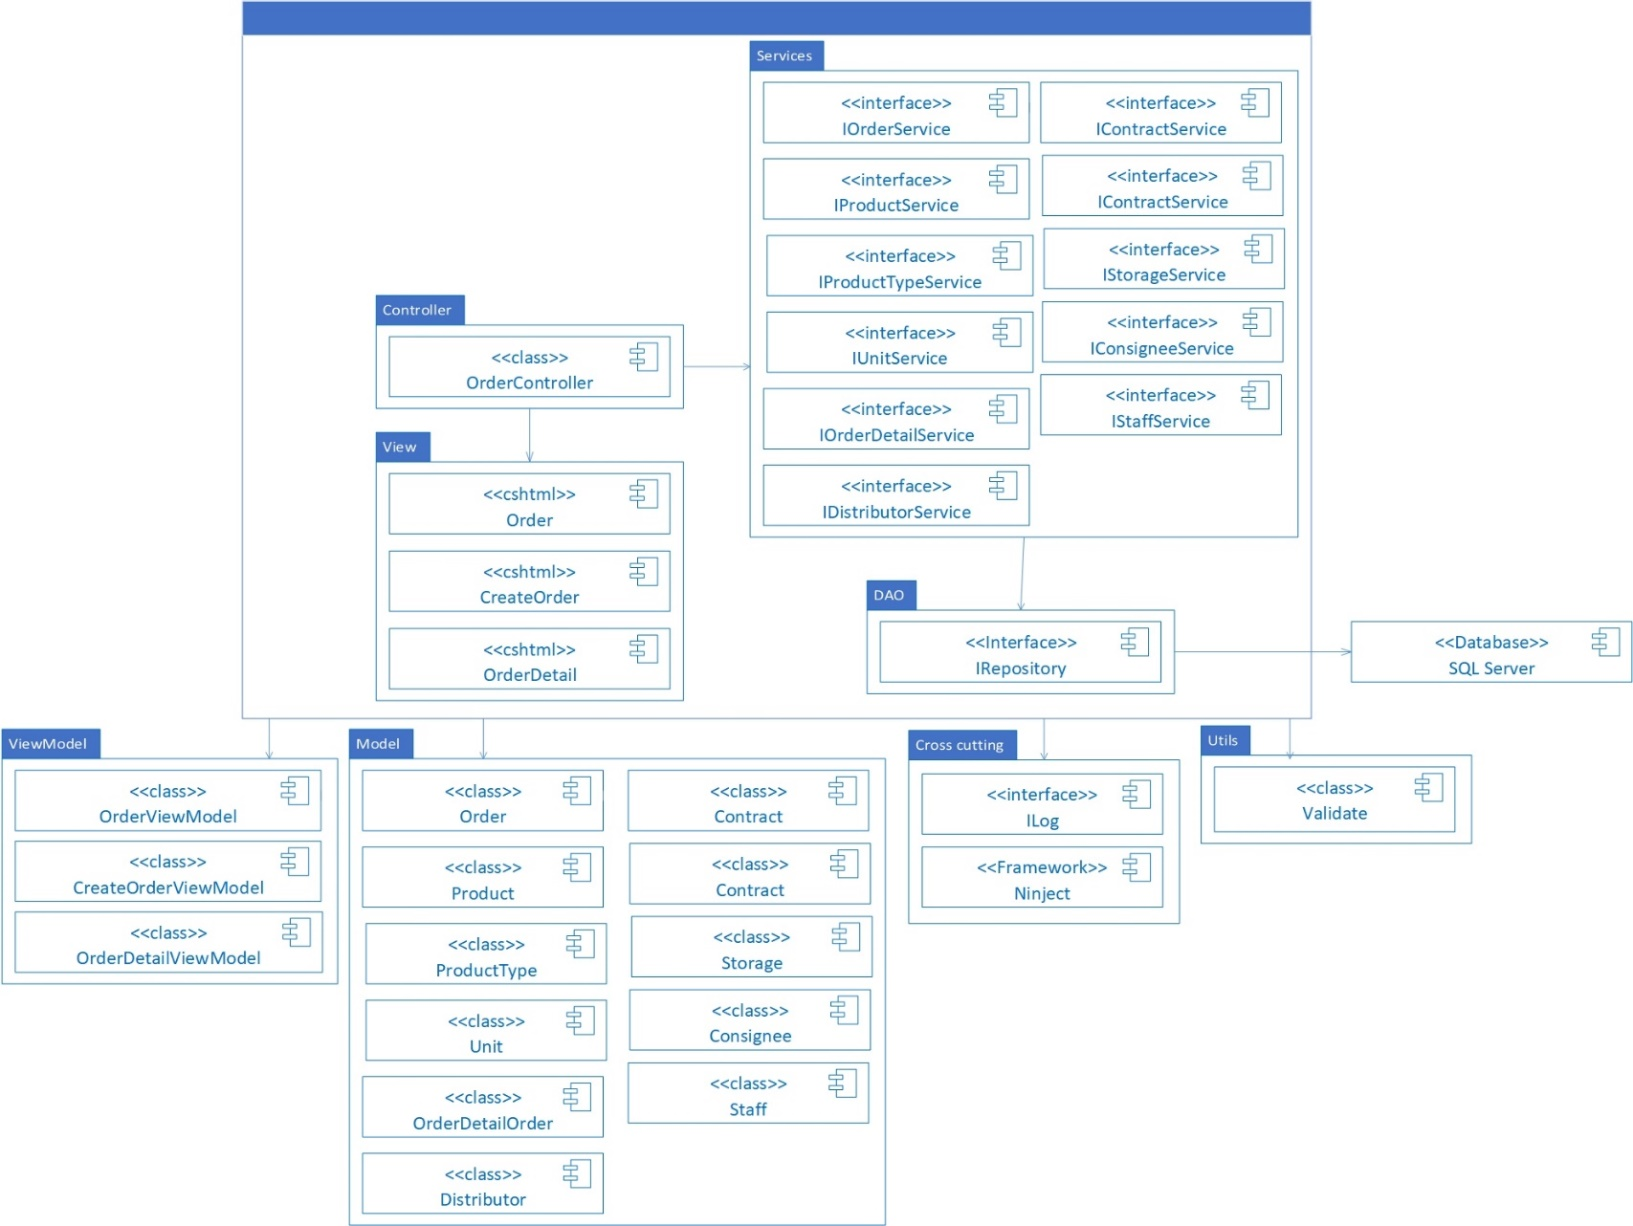 Services
<<interface>>
IOrderService
<<interface>>
IProductService
<<interface>>
IProductTypeService
<<interface>>
IUnitService
<<interface>>
IOrderDetailService
<<interface>>
IDistributorService
<<interface>>
IContractService
<<interface>>
IContractService
<<interface>>
IStorageService
<<interface>>
IConsigneeService
<<interface>>
IStaffService
Controller
<<class>>
OrderController
View
<<cshtml>>
Order
<<cshtml>>
CreateOrder
<<cshtml>>
OrderDetail
DAO
<<Interface>>
IRepository
<<Database>>
SQL Server
ViewModel
<<class>>
OrderViewModel
<<class>>
CreateOrderViewModel
<<class>>
OrderDetailViewModel
Model
<<class>>
Order
<<class>>
Product
<<class>>
ProductType
<<class>>
Unit
<<class>>
OrderDetailOrder
<<class>>
Distributor
<<class>>
Contract
<<class>>
Contract
<<class>>
Storage
<<class>>
Consignee
<<class>>
Staff
Cross cutting
<<interface>>
ILog
<<Framework>>
Ninject
Utils
<<class>>
Validate